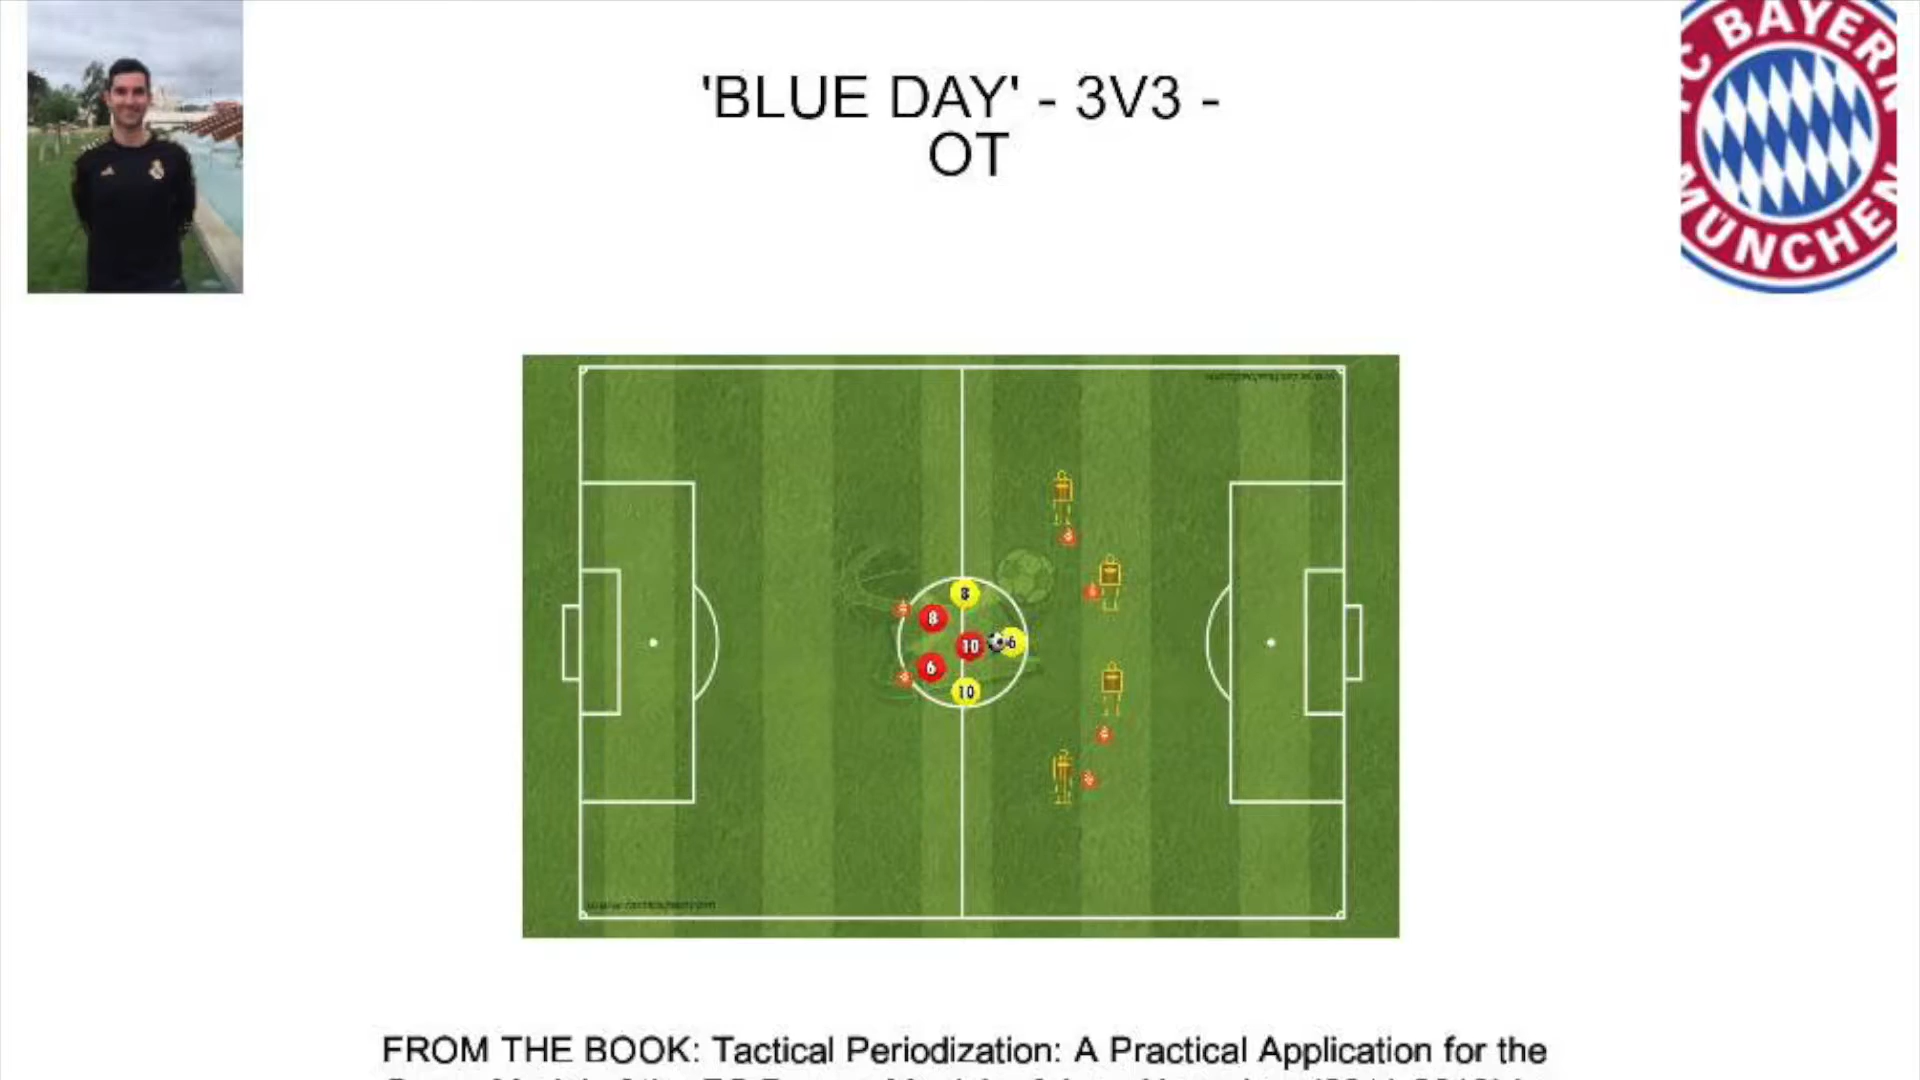 'BLUE DAY' - 3V3 -
OT
FC BAYERN
MÜNCHEN
8
8
10
6
6
10
FROM THE BOOK: Tactical Periodization: A Practical Application for the